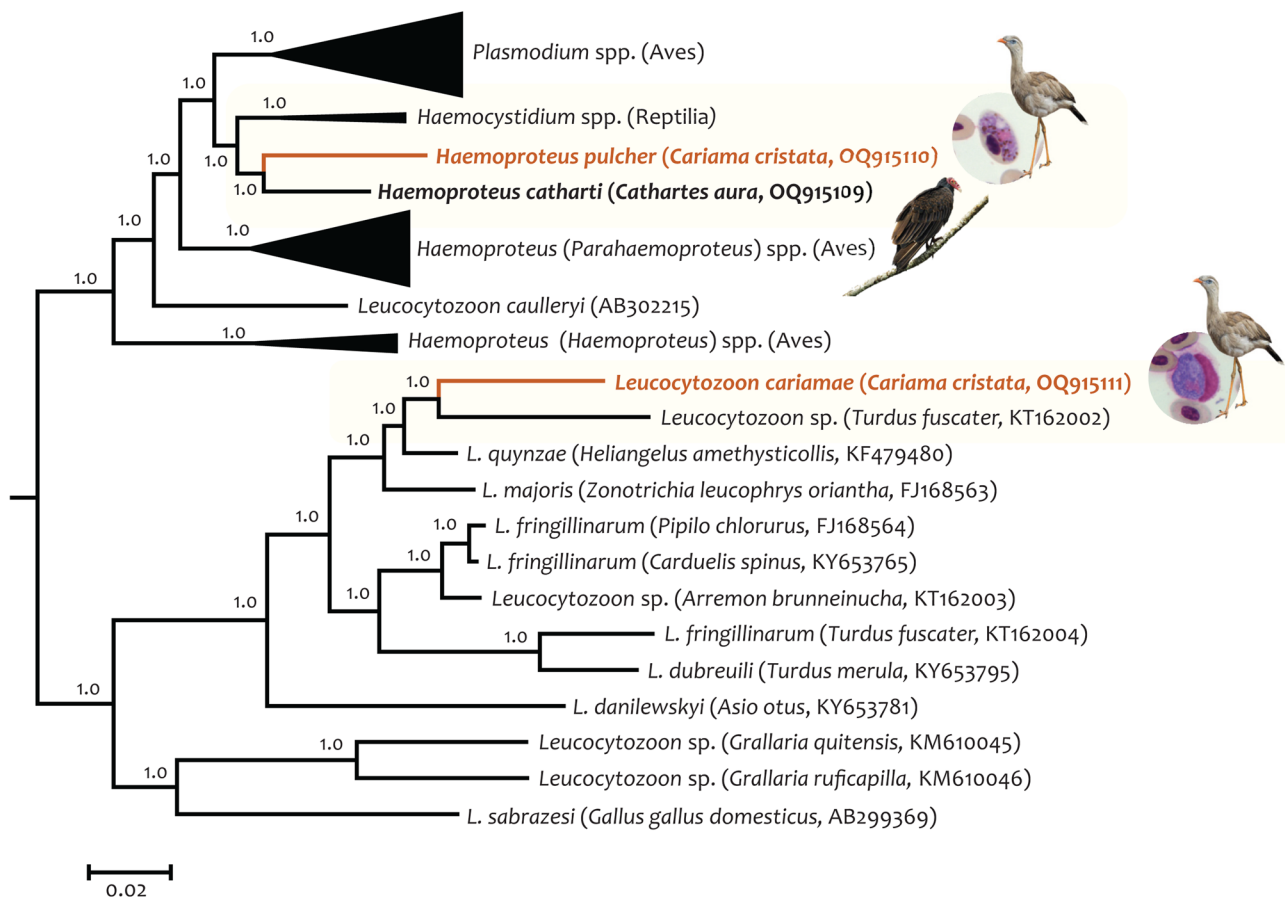 1.0
Plasmodium spp. (Aves)
1.0
1.0
Haemocystidium spp. (Reptilia)
1.0
1.0
Haemoproteus pulcher (Cariama cristata, OQ915110)
1.0
Haemoproteus catharti (Cathartes aura, OQ915109)
1.0
1.0
Haemoproteus (Parahaemoproteus) spp. (Aves)
1.0
Leucocytozoon caulleryi (AB302215)
1.0
Haemoproteus (Haemoproteus) spp. (Aves)
1.0
Leucocytozoon cariamae (Cariama cristata, OQ915111)
1.0
Leucocytozoon sp. (Turdus fuscater, KT162002)
1.0
L. quynzae (Heliangelus amethysticollis, KF479480)
L. majoris (Zonotrichia leucophrys oriantha, FJ168563)
1.0
1.0
L. fringillinarum (Pipilo chlorurus, FJ168564)
1.0
L. fringillinarum (Carduelis spinus, KY653765)
1.0
1.0
Leucocytozoon sp. (Arremon brunneinucha, KT162003)
1.0
1.0
L. fringillinarum (Turdus fuscater, KT162004)
L. dubreuili (Turdus merula, KY653795)
1.0
L. danilewskyi (Asio otus, KY653781)
1.0
Leucocytozoon sp. (Grallaria quitensis, KM610045)
1.0
Leucocytozoon sp. (Grallaria ruficapilla, KM610046)
L. sabrazesi (Gallus gallus domesticus, AB299369)
0.02